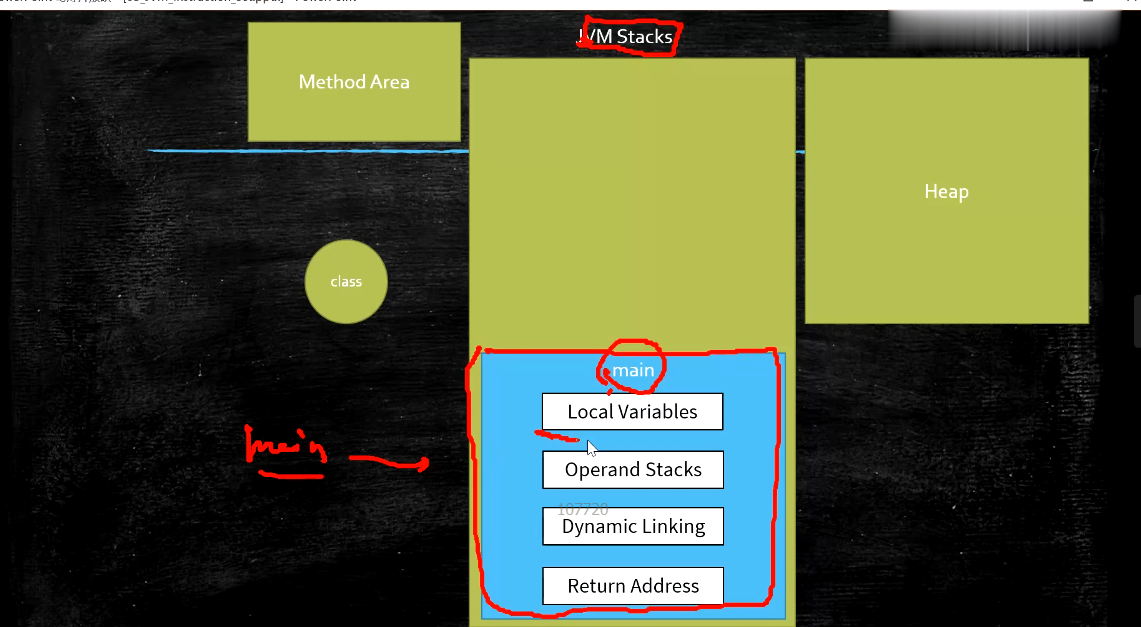 JVM Stacks
Method Area
Heap
class
main
Local Variables
main
Operand Stacks
107720
Dynamic Linking
Return Address